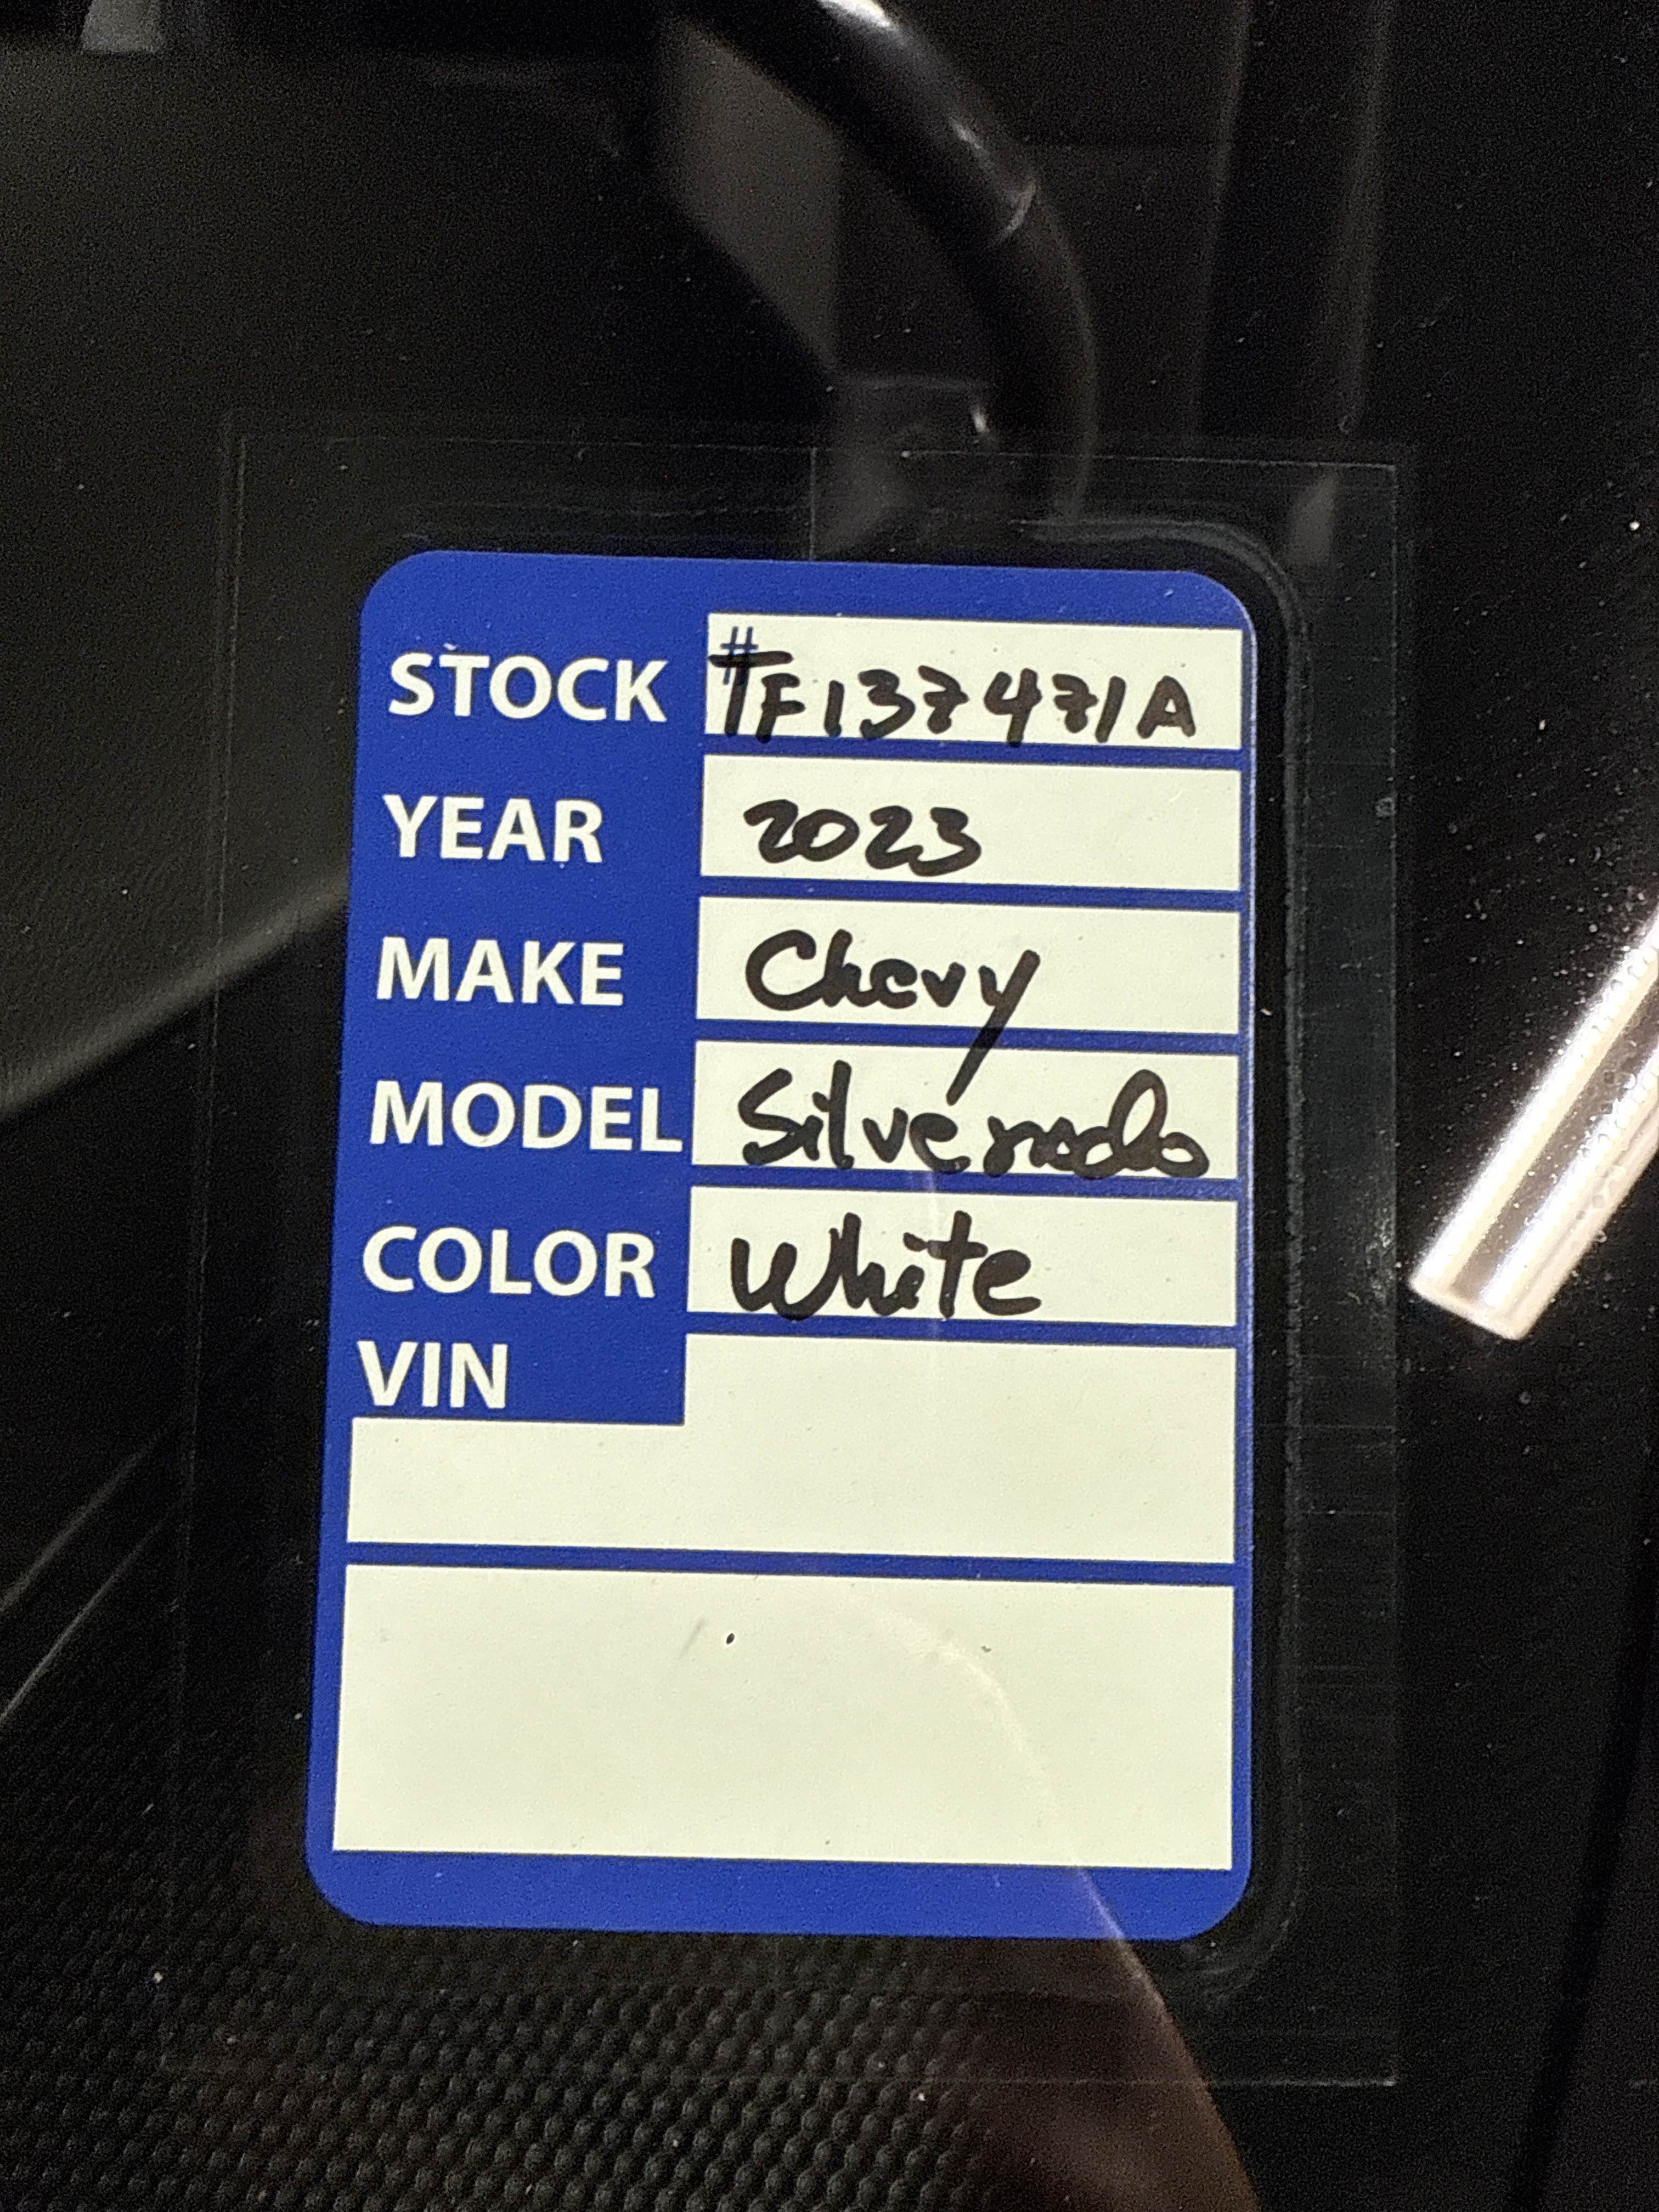 STOCK #TF137471A
YEAR 2023
MAKE Chevy
MODEL Silverado
COLOR White
VIN